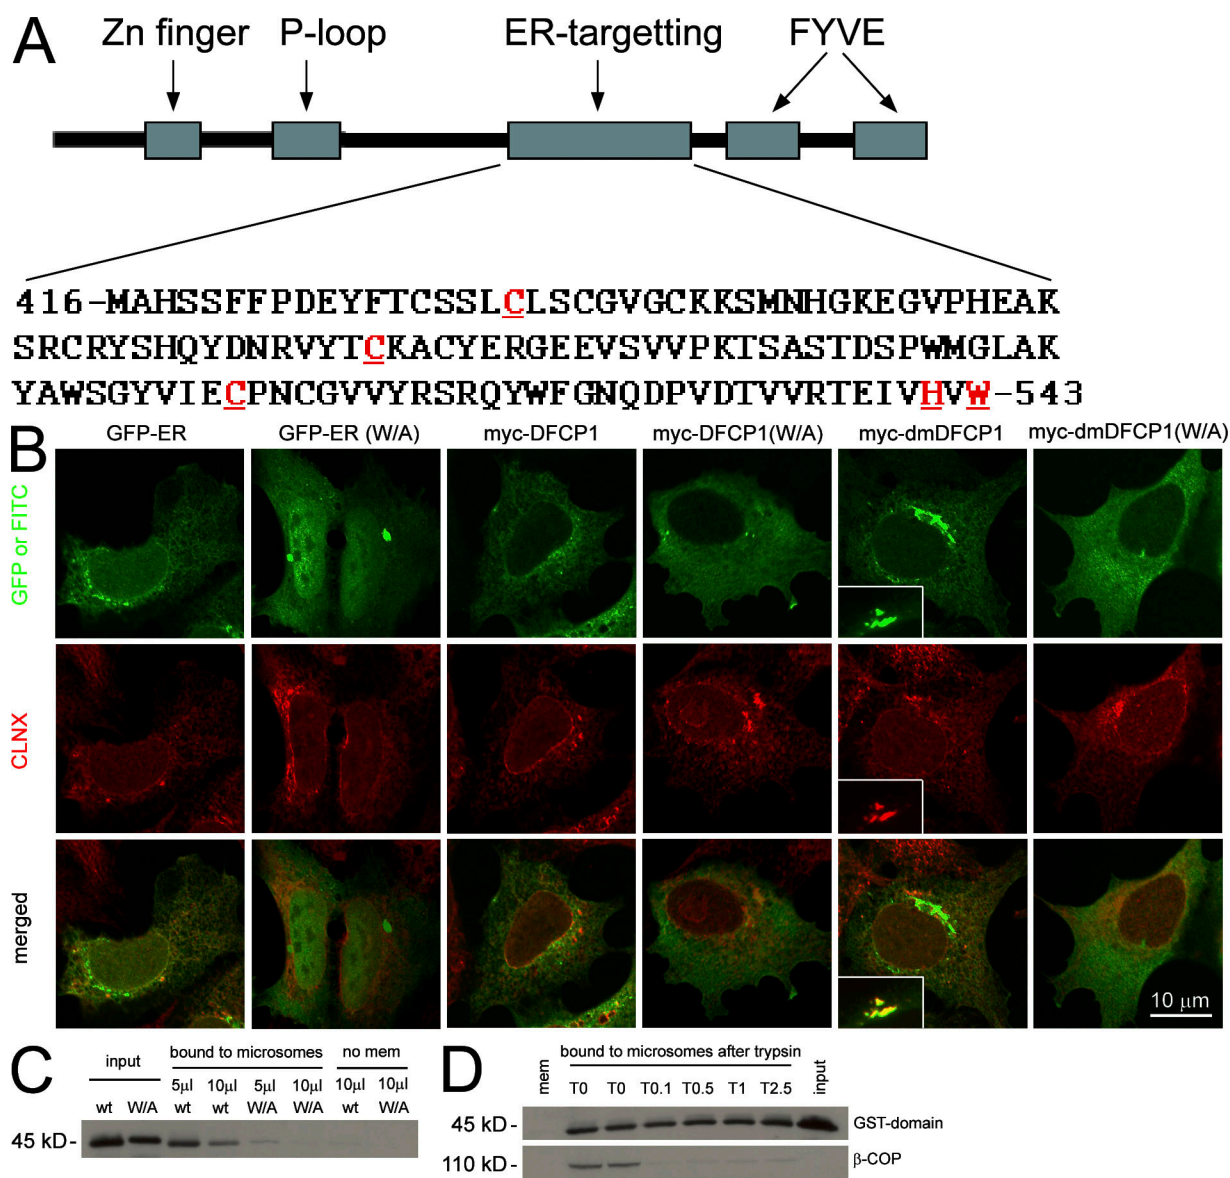 A
Zn finger P-loop ER-targetting FYVE
416-MAHSSFFPDEYFTCSSLCLSCGVGCKKSMNHGKEGVPHEAK
SRCRYSHQYDNRVYTCKACYERGEEVSVVPKTSASTDSPWMGLAK
YAWSGYVIECPNCGVVYRSRQYWFGNQDPVDTVVRTEIVHVW-543
B
GFP-ER GFP-ER (W/A) myc-DFCP1 myc-DFCP1(W/A) myc-dmDFCP1 myc-dmDFCP1(W/A)
GFP or FITC
CLNX
merged
10 μm
C
input bound to microsomes no mem
5μl 10μl 5μl 10μl 10μl 10μl
wt W/A wt wt W/A W/A wt W/A
45 kD-
D
mem bound to microsomes after trypsin input
T0 T0 T0.1 T0.5 T1 T2.5
45 kD- GST-domain
110 kD- β-COP